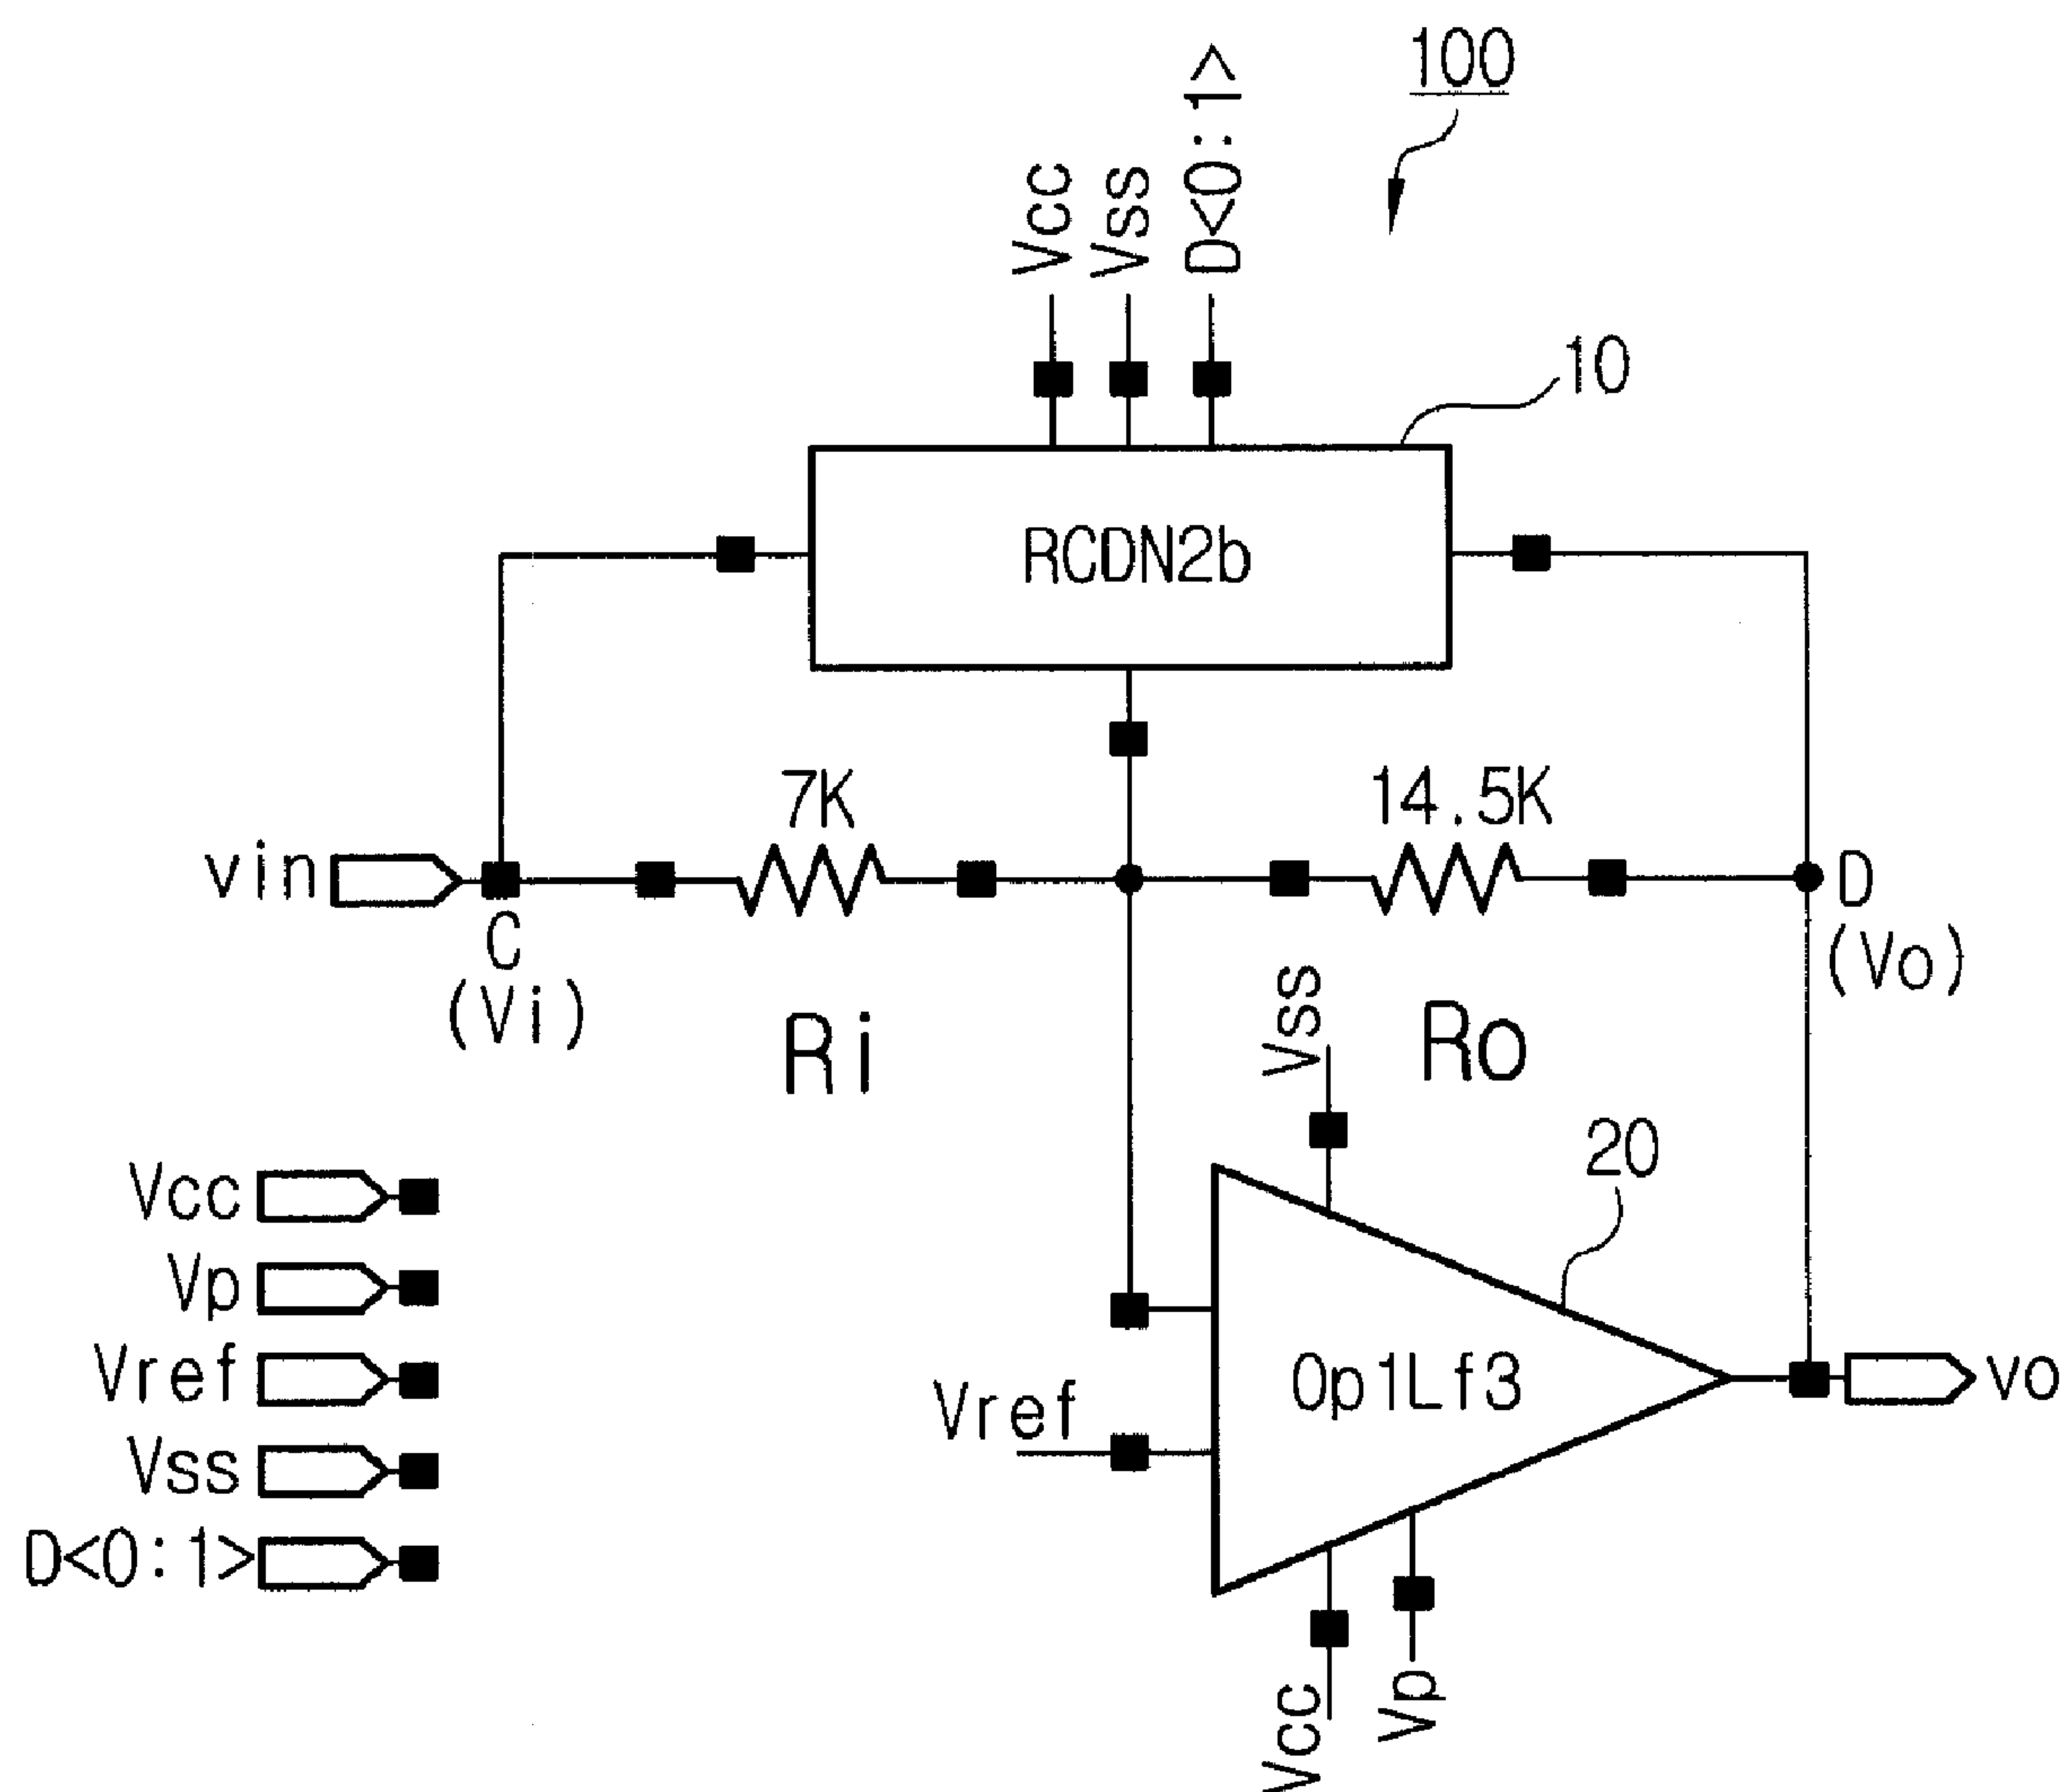 100
Vcc
Vss
D<0:1>
10
RCDN2b
7K
14.5K
vin
C
(Vi)
D
(Vo)
Ri
Ro
Vss
20
Vcc
Vp
Vref
Vss
D<0:1>
Vref
Op1Lf3
vo
Vcc
Vp